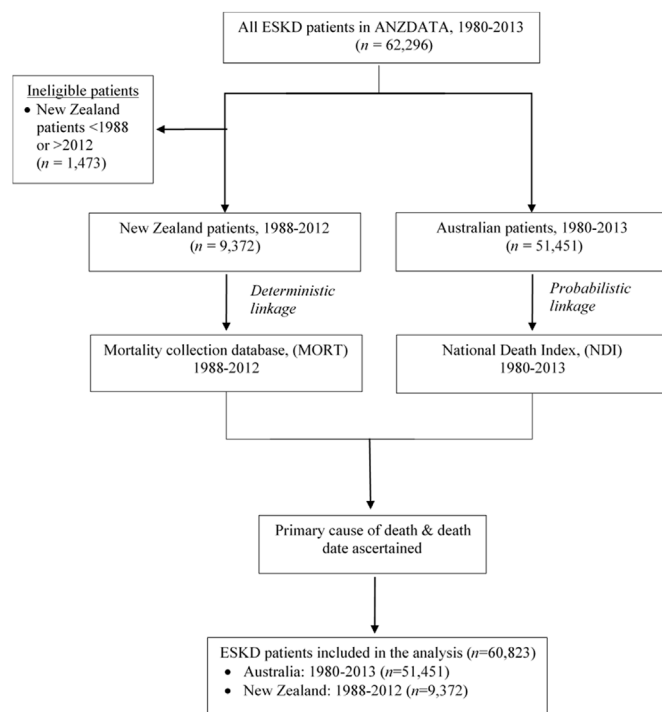 All ESKD patients in ANZDATA, 1980-2013
(n = 62,296)
Ineligible patients
• New Zealand
patients <1988
or >2012
(n = 1,473)
New Zealand patients, 1988-2012
(n = 9,372)
Australian patients, 1980-2013
(n = 51,451)
Deterministic
linkage
Probabilistic
linkage
Mortality collection database, (MORT)
1988-2012
National Death Index, (NDI)
1980-2013
Primary cause of death & death
date ascertained
ESKD patients included in the analysis (n=60,823)
• Australia: 1980-2013 (n=51,451)
• New Zealand: 1988-2012 (n=9,372)